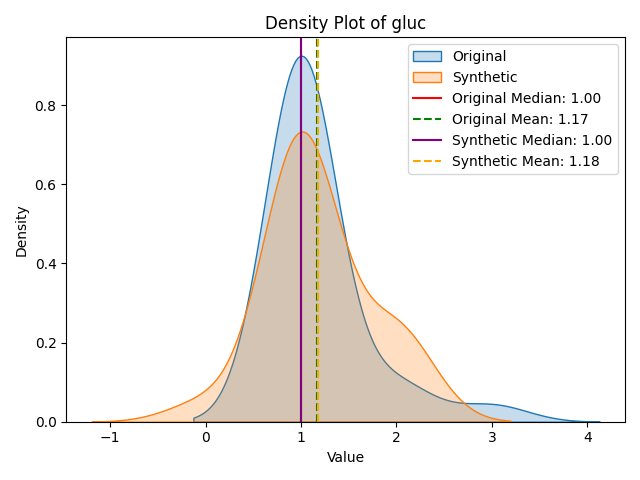 Density Plot of gluc
Original
Synthetic
Original Median: 1.00
Original Mean: 1.17
Synthetic Median: 1.00
Synthetic Mean: 1.18
Density
0.8
0.6
0.4
0.2
0.0
−1
0
1
2
3
4
Value